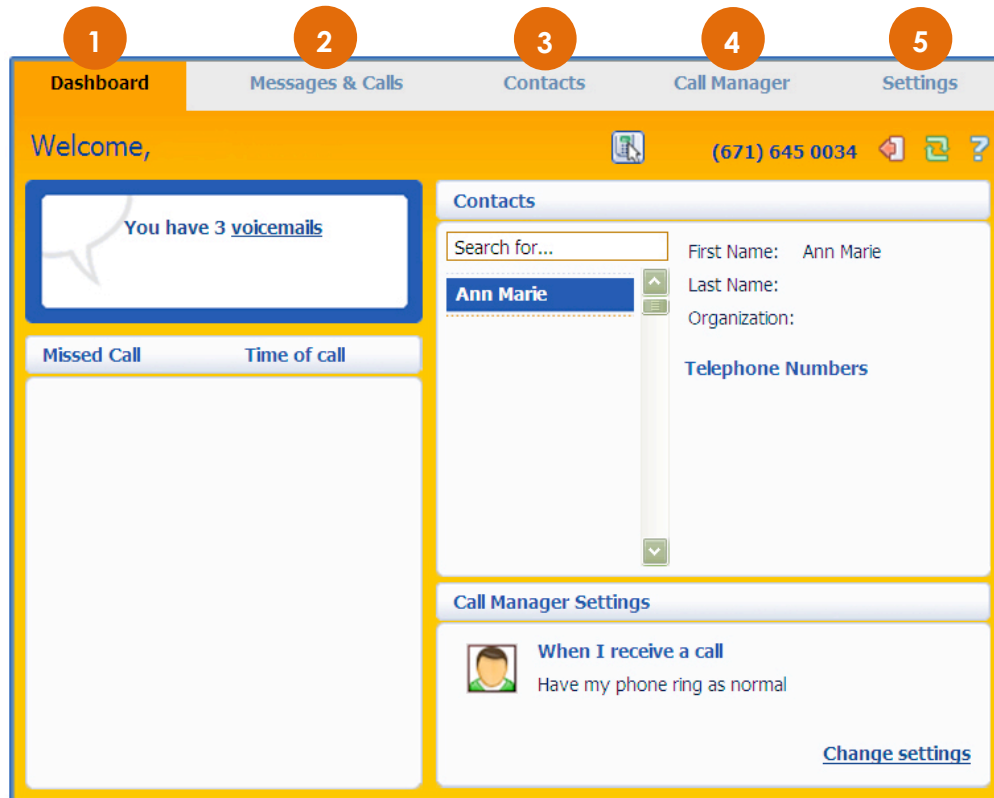 1 2 3 4 5
Dashboard Messages & Calls Contacts Call Manager Settings
Welcome,
(671) 645 0034 ?
You have 3 voicemails
Missed Call Time of call
Contacts
Search for...
Ann Marie
First Name: Ann Marie
Last Name:
Organization:
Telephone Numbers
Call Manager Settings
When I receive a call
Have my phone ring as normal
Change settings